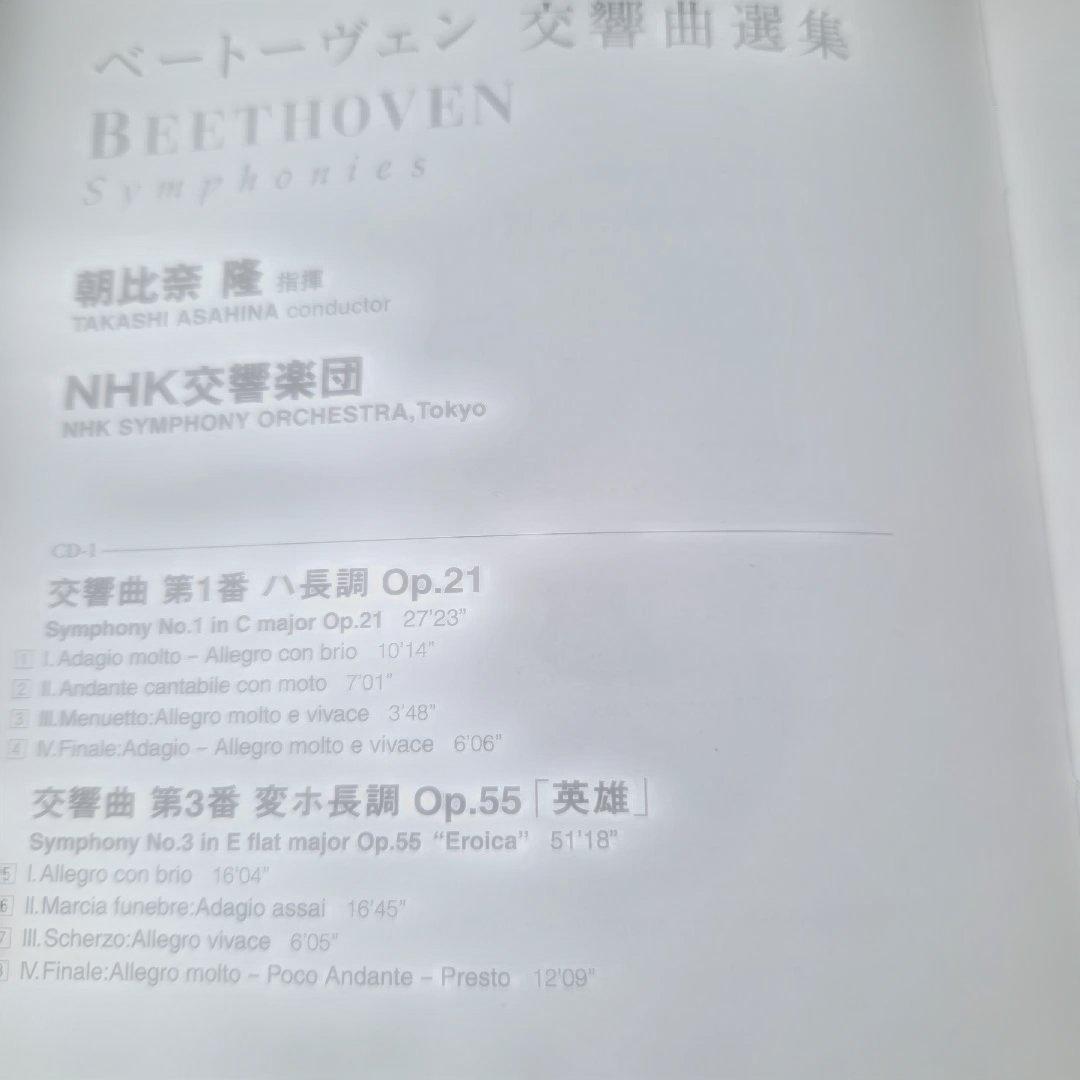 ベートーヴェン 交響曲選集
BEETHOVEN
Symphonies
朝比奈 隆 指揮
TAKASHI ASAHINA conductor
NHK交響楽団
NHK SYMPHONY ORCHESTRA,Tokyo
CD-1
交響曲 第1番 ハ長調 Op.21
Symphony No.1 in C major Op.21 27'23"
1 I.Adagio molto – Allegro con brio 10'14"
2 II.Andante cantabile con moto 7'01"
3 III.Menuetto:Allegro molto e vivace 3'48"
4 IV.Finale:Adagio – Allegro molto e vivace 6'06"
交響曲 第3番 変ホ長調 Op.55「英雄」
Symphony No.3 in E flat major Op.55 “Eroica” 51'18"
5 I.Allegro con brio 16'04"
6 II.Marcia funebre:Adagio assai 16'45"
7 III.Scherzo:Allegro vivace 6'05"
8 IV.Finale:Allegro molto – Poco Andante – Presto 12'09"